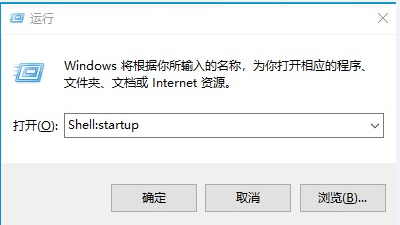 运行
Windows 将根据你所输入的名称，为你打开相应的程序、
文件夹、文档或 Internet 资源。
打开(O): Shell:startup
确定 取消 浏览(B)...